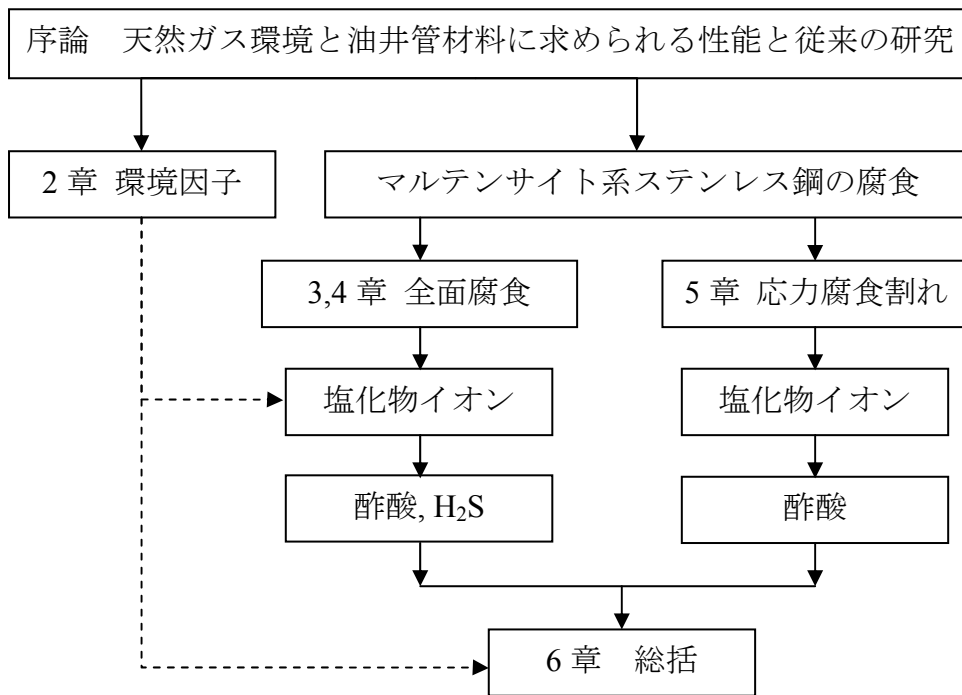 序論　天然ガス環境と油井管材料に求められる性能と従来の研究
2 章 環境因子
マルテンサイト系ステンレス鋼の腐食
3,4 章 全面腐食
5 章 応力腐食割れ
塩化物イオン
塩化物イオン
酢酸, H₂S
酢酸
6 章　総括